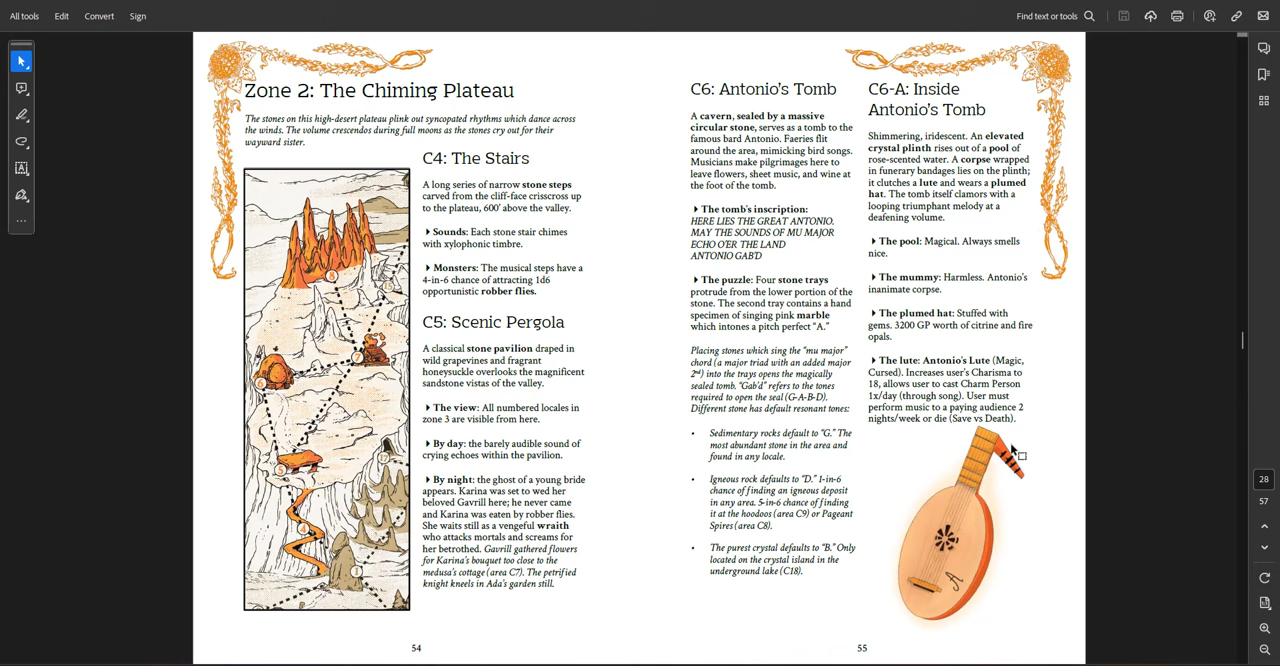 All tools Edit Convert Sign Find text or tools
Zone 2: The Chiming Plateau
The stones on this high-desert plateau plink out syncopated rhythms which dance across
the winds. The volume crescendos during full moons as the stones cry out for their
wayward sister.
8
15
7
6
5
4
1
C4: The Stairs
A long series of narrow stone steps
carved from the cliff-face crisscross up
to the plateau, 600' above the valley.
Sounds: Each stone stair chimes
with xylophonic timbre.
Monsters: The musical steps have a
4-in-6 chance of attracting 1d6
opportunistic robber flies.
C5: Scenic Pergola
A classical stone pavilion draped in
wild grapevines and fragrant
honeysuckle overlooks the magnificent
sandstone vistas of the valley.
The view: All numbered locales in
zone 3 are visible from here.
By day: the barely audible sound of
crying echoes within the pavilion.
By night: the ghost of a young bride
appears. Karina was set to wed her
beloved Gavrill here; he never came
and Karina was eaten by robber flies.
She waits still as a vengeful wraith
who attacks mortals and screams for
her betrothed. Gavrill gathered flowers
for Karina's bouquet too close to the
medusa's cottage (area C7). The petrified
knight kneels in Ada's garden still.
54
C6: Antonio's Tomb
A cavern, sealed by a massive
circular stone, serves as a tomb to the
famous bard Antonio. Faeries flit
around the area, mimicking bird songs.
Musicians make pilgrimages here to
leave flowers, sheet music, and wine at
the foot of the tomb.
The tomb's inscription:
HERE LIES THE GREAT ANTONIO.
MAY THE SOUNDS OF MU MAJOR
ECHO O'ER THE LAND
ANTONIO GAB'D
The puzzle: Four stone trays
protrude from the lower portion of the
stone. The second tray contains a hand
specimen of singing pink marble
which intones a pitch perfect "A."
Placing stones which sing the "mu major"
chord (a major triad with an added major
2nd) into the trays opens the magically
sealed tomb. "Gab'd" refers to the tones
required to open the seal (G-A-B-D).
Different stone has default resonant tones:
• Sedimentary rocks default to "G." The
most abundant stone in the area and
found in any locale.
• Igneous rock defaults to "D." 1-in-6
chance of finding an igneous deposit
in any area. 5-in-6 chance of finding
it at the hoodoos (area C9) or Pageant
Spires (area C8).
• The purest crystal defaults to "B." Only
located on the crystal island in the
underground lake (C18).
C6-A: Inside
Antonio's Tomb
Shimmering, iridescent. An elevated
crystal plinth rises out of a pool of
rose-scented water. A corpse wrapped
in funerary bandages lies on the plinth;
it clutches a lute and wears a plumed
hat. The tomb itself clamors with a
looping triumphant melody at a
deafening volume.
The pool: Magical. Always smells
nice.
The mummy: Harmless. Antonio's
inanimate corpse.
The plumed hat: Stuffed with
gems. 3200 GP worth of citrine and fire
opals.
The lute: Antonio's Lute (Magic,
Cursed). Increases user's Charisma to
18, allows user to cast Charm Person
1x/day (through song). User must
perform music to a paying audience 2
nights/week or die (Save vs Death).
A
55
28
57